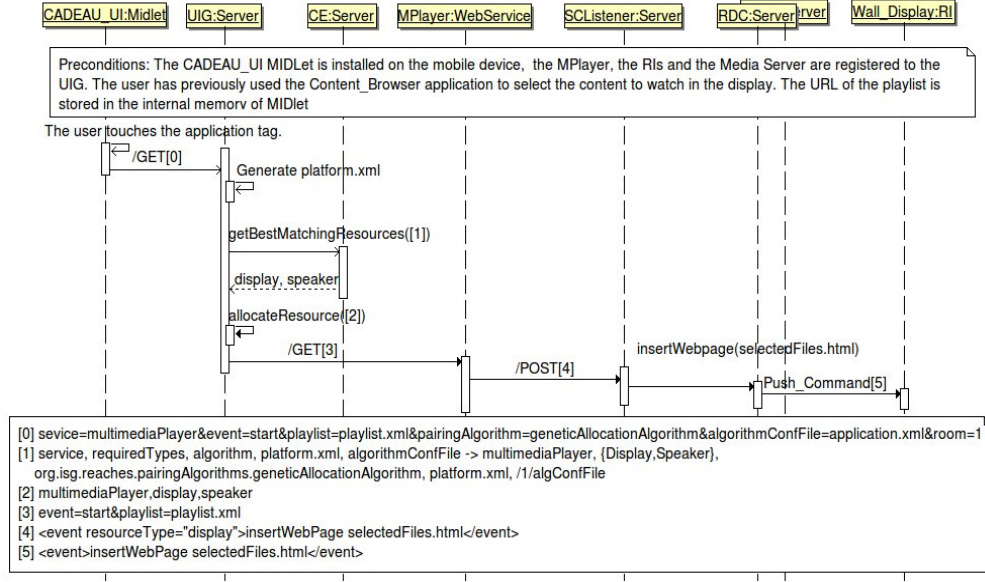 CADEAU_UI:Midlet
UIG:Server
CE:Server
MPlayer:WebService
SCListener:Server
RDC:Server
erver
Wall_Display:RI
Preconditions: The CADEAU_UI MIDLet is installed on the mobile device, the MPlayer, the RIs and the Media Server are registered to the
UIG. The user has previously used the Content_Browser application to select the content to watch in the display. The URL of the playlist is
stored in the internal memory of MIDlet
The user touches the application tag.
/GET[0]
Generate platform.xml
getBestMatchingResources([1])
display, speaker
allocateResource([2])
/GET[3]
/POST[4]
insertWebpage(selectedFiles.html)
Push_Command[5]
[0] sevice=multimediaPlayer&event=start&playlist=playlist.xml&pairingAlgorithm=geneticAllocationAlgorithm&algorithmConfFile=application.xml&room=1
[1] service, requiredTypes, algorithm, platform.xml, algorithmConfFile -> multimediaPlayer, {Display,Speaker},
org.isg.reaches.pairingAlgorithms.geneticAllocationAlgorithm, platform.xml, /1/algConfFile
[2] multimediaPlayer,display,speaker
[3] event=start&playlist=playlist.xml
[4] <event resourceType="display">insertWebPage selectedFiles.html</event>
[5] <event>insertWebPage selectedFiles.html</event>